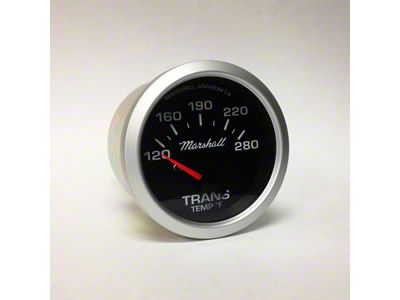 MARSHALL ANAHEIM CA.
120 160 190 220 280
Marshall
TRANS
TEMP °F